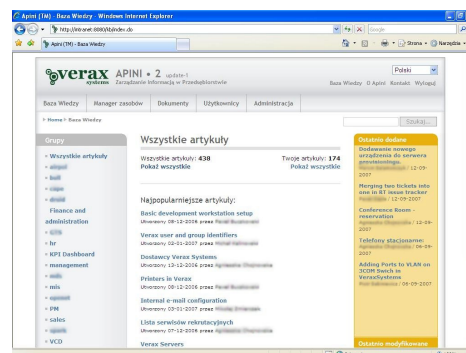 Apini (TM) - Baza Wiedzy - Windows Internet Explorer
http://intranet:8080/kb/index.do
Google
Apini (TM) - Baza Wiedzy
Strona
Narzędzia
verax systems
APINI • 2 update-1
Zarządzanie Informacją w Przedsiębiorstwie
Polski
Baza Wiedzy O Apini Kontakt Wyloguj
Baza Wiedzy Manager zasobów Dokumenty Użytkownicy Administracja
Home Baza Wiedzy
Szukaj...
Grupy
Wszystkie artykuły
Finance and administration
hr
KPI Dashboard
management
mis
PM
sales
VCD
Wszystkie artykuły
Wszystkie artykuły: 438
Pokaż wszystkie
Twoje artykuły: 174
Pokaż wszystkie
Najpopularniejsze artykuły:
Basic development workstation setup
Utworzony 08-12-2006 przez
Verax user and group identifiers
Utworzony 02-01-2007 przez
Dostawcy Verax Systems
Utworzony 13-12-2006 przez
Printers in Verax
Utworzony 08-12-2006 przez
Internal e-mail configuration
Utworzony 03-01-2007 przez
Lista serwisów rekrutacyjnych
Utworzony 07-12-2006 przez
Verax Servers
Ostatnio dodane
Dodawanie nowego
urządzenia do serwera
provisioningu.
/ 12-09-
2007
Merging two tickets into
one in BT issue tracker
/ 12-09-2007
Conference Room -
reservation
/ 12-09-
2007
Telefony stacjonarne:
/ 06-09-
2007
Adding Ports to VLAN on
3COM Swich in
VeraxSystems
/ 06-09-2007
Ostatnio modyfikowane